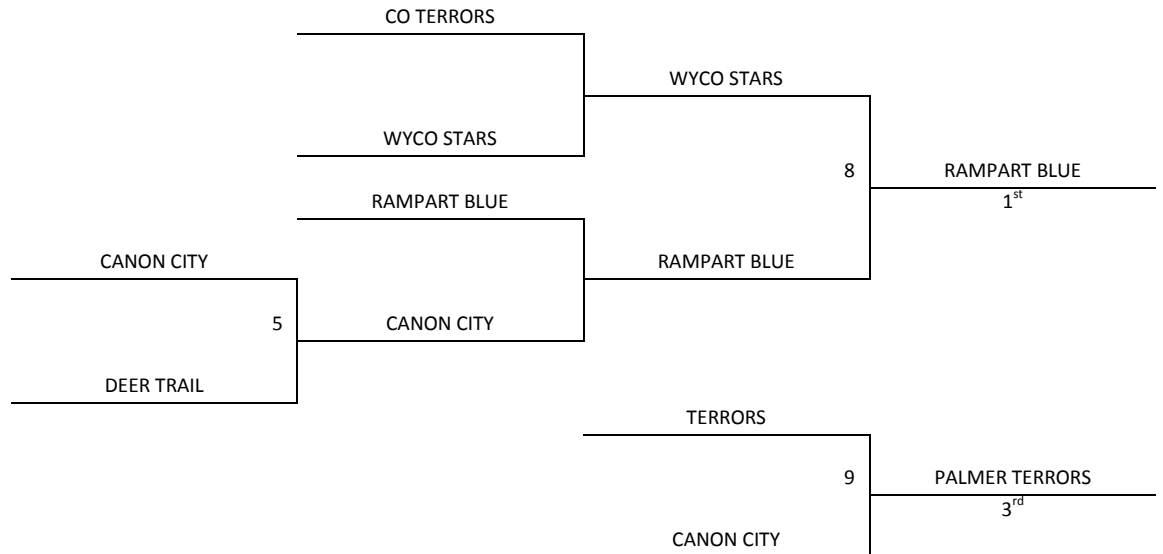 CO TERRORS
WYCO STARS
WYCO STARS
8 RAMPART BLUE
RAMPART BLUE 1st
CANON CITY RAMPART BLUE
5 CANON CITY
DEER TRAIL
TERRORS
9 PALMER TERRORS
3rd
CANON CITY